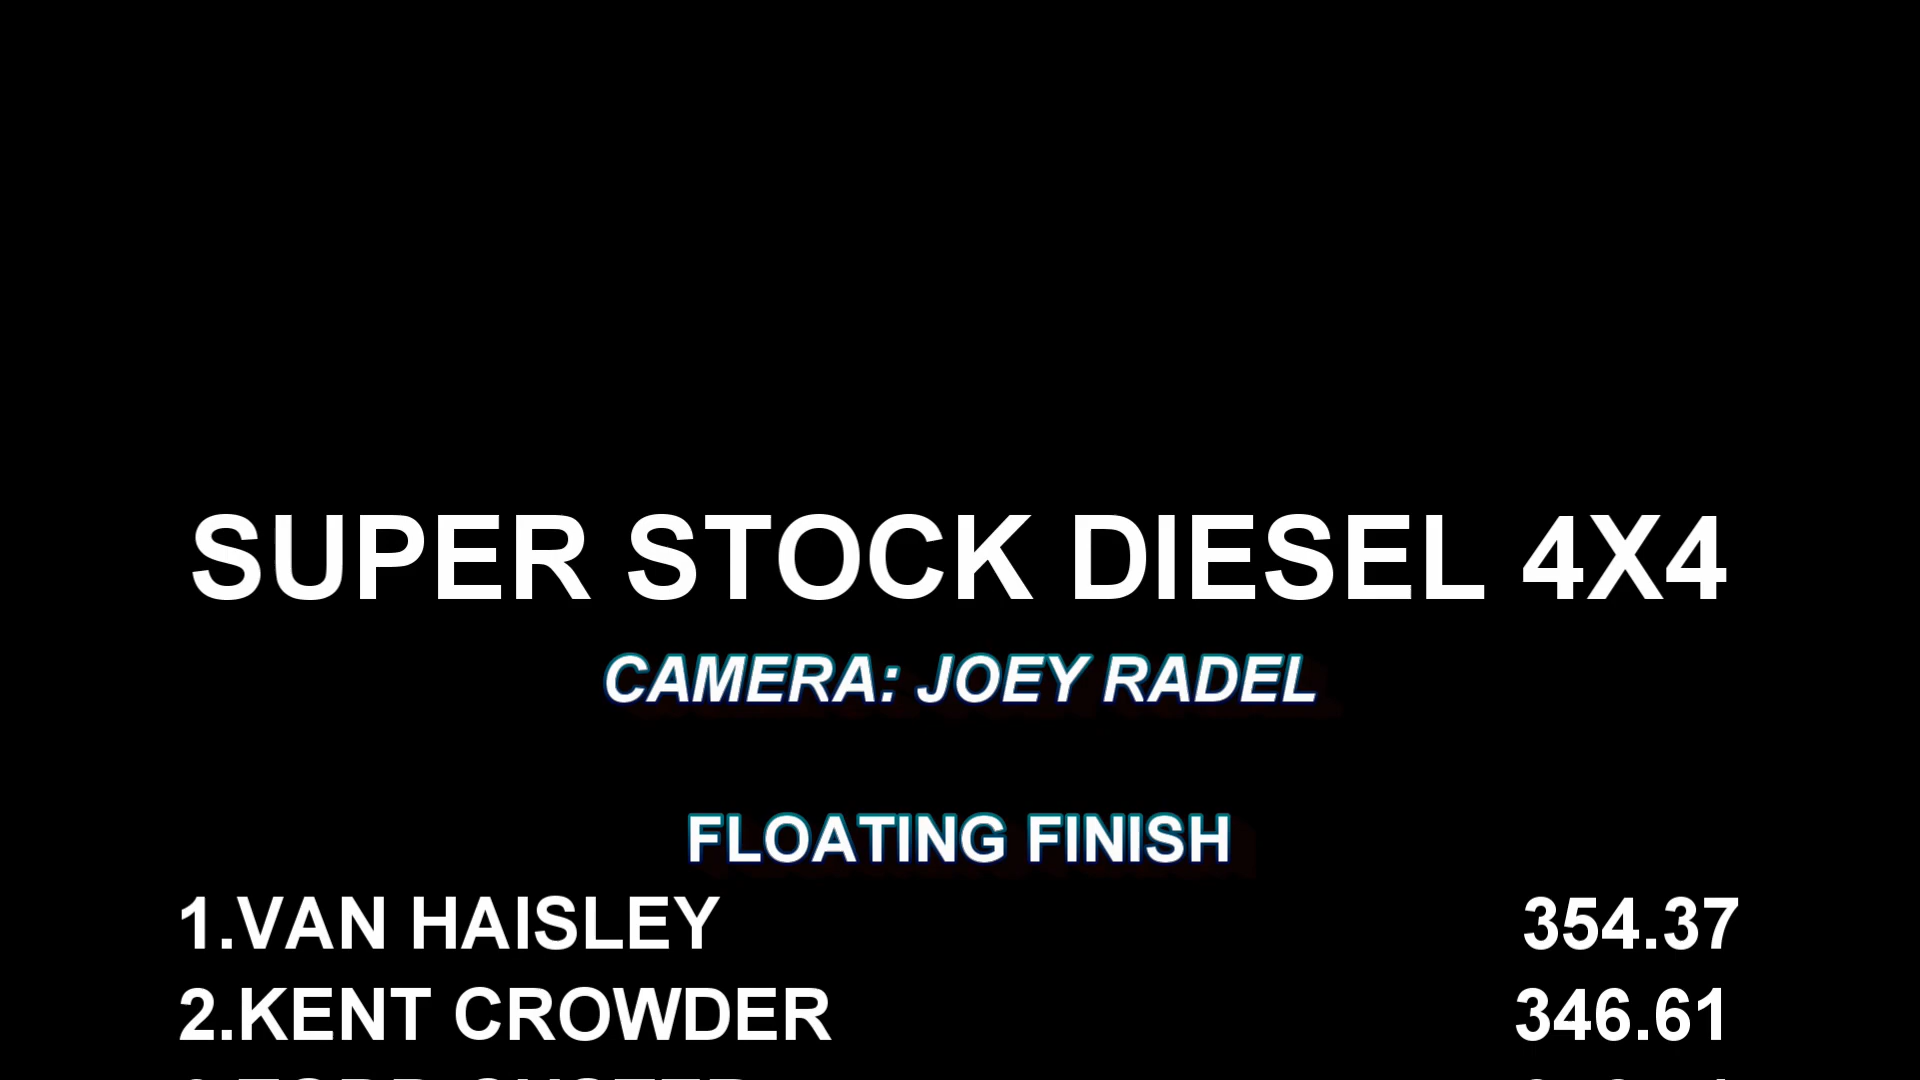 SUPER STOCK DIESEL 4X4
CAMERA: JOEY RADEL
FLOATING FINISH
1.VAN HAISLEY 354.37
2.KENT CROWDER 346.61